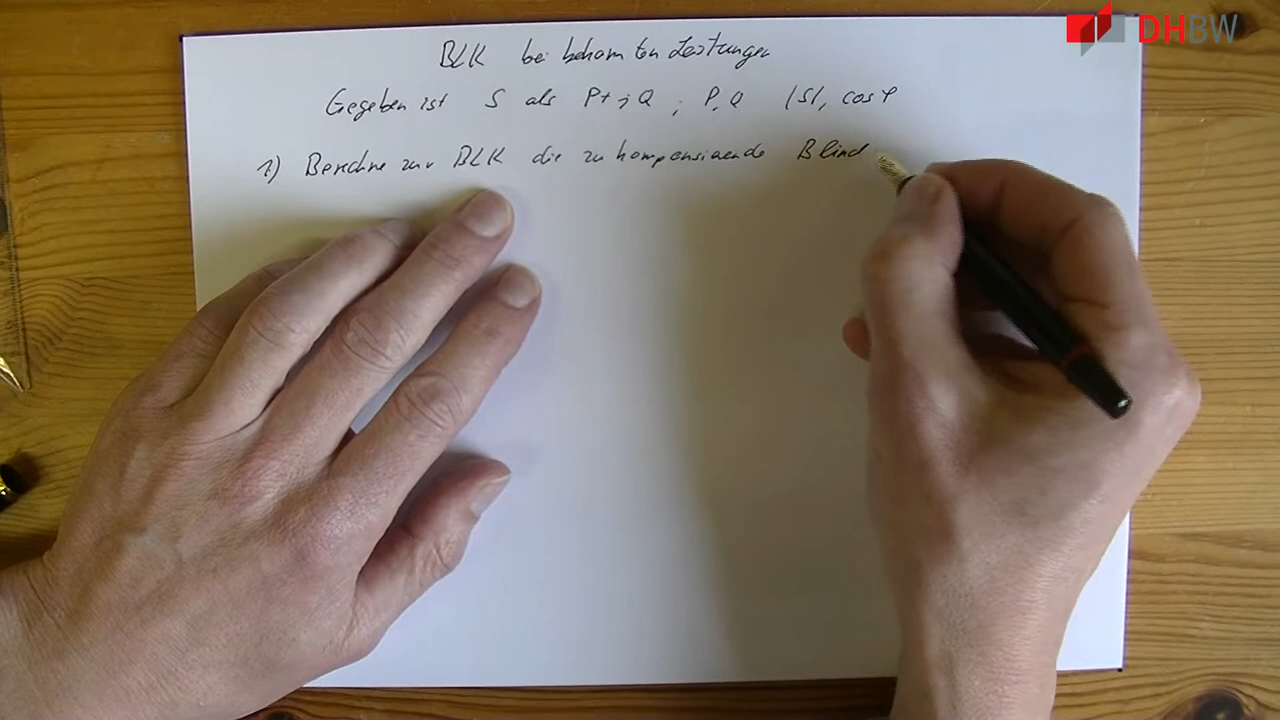 DHBW
BLK bei bekannten Leistungen
Gegeben ist S als P+jQ ; P, Q |S|, cos φ
1) Berechne zur BLK die zu kompensierende Blind